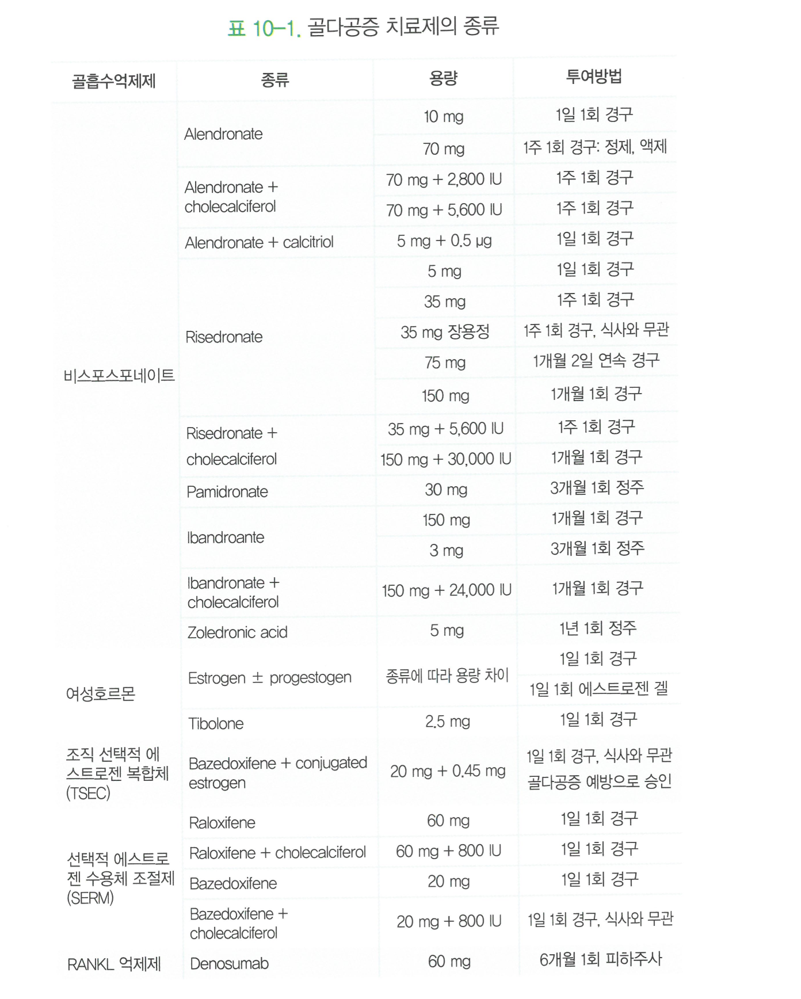 표 10-1. 골다공증 치료제의 종류
골흡수억제제 종류 용량 투여방법
비스포스포네이트
Alendronate
10 mg 1일 1회 경구
70 mg 1주 1회 경구: 정제, 액제
Alendronate +
cholecalciferol
70 mg + 2,800 IU 1주 1회 경구
70 mg + 5,600 IU 1주 1회 경구
Alendronate + calcitriol 5 mg + 0.5 μg 1일 1회 경구
Risedronate
5 mg 1일 1회 경구
35 mg 1주 1회 경구
35 mg 장용정 1주 1회 경구, 식사와 무관
75 mg 1개월 2일 연속 경구
150 mg 1개월 1회 경구
Risedronate +
cholecalciferol
35 mg + 5,600 IU 1주 1회 경구
150 mg + 30,000 IU 1개월 1회 경구
Pamidronate 30 mg 3개월 1회 정주
Ibandroante
150 mg 1개월 1회 경구
3 mg 3개월 1회 정주
Ibandronate +
cholecalciferol
150 mg + 24,000 IU 1개월 1회 경구
Zoledronic acid 5 mg 1년 1회 정주
여성호르몬
Estrogen ± progestogen 종류에 따라 용량 차이
1일 1회 경구
1일 1회 에스트로젠 겔
Tibolone 2.5 mg 1일 1회 경구
조직 선택적 에
스트로젠 복합체
(TSEC)
Bazedoxifene + conjugated
estrogen
20 mg + 0.45 mg
1일 1회 경구, 식사와 무관
골다공증 예방으로 승인
선택적 에스트로
젠 수용체 조절제
(SERM)
Raloxifene 60 mg 1일 1회 경구
Raloxifene + cholecalciferol 60 mg + 800 IU 1일 1회 경구
Bazedoxifene 20 mg 1일 1회 경구
Bazedoxifene +
cholecalciferol
20 mg + 800 IU 1일 1회 경구, 식사와 무관
RANKL 억제제 Denosumab 60 mg 6개월 1회 피하주사